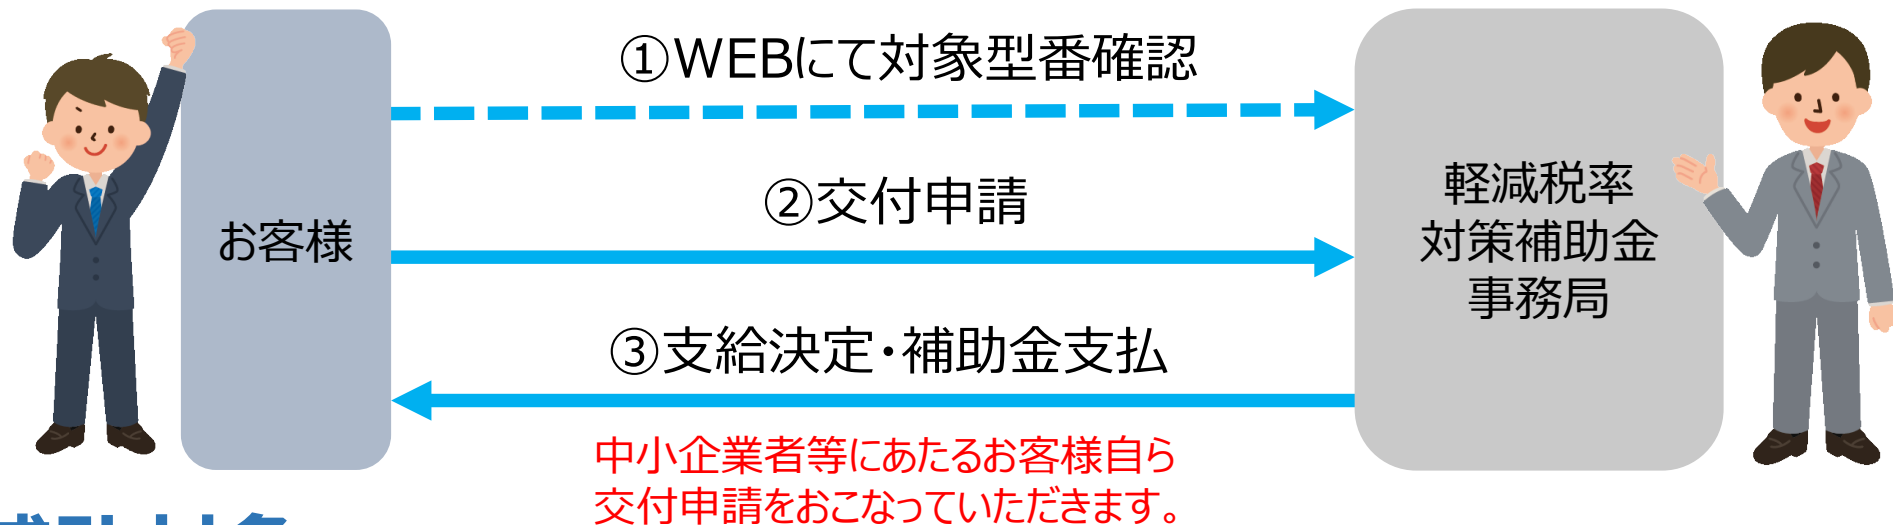 ①WEBにて対象型番確認
②交付申請
お客様
軽減税率
対策補助金
事務局
③支給決定・補助金支払
中小企業者等にあたるお客様自ら
交付申請をおこなっていただきます。